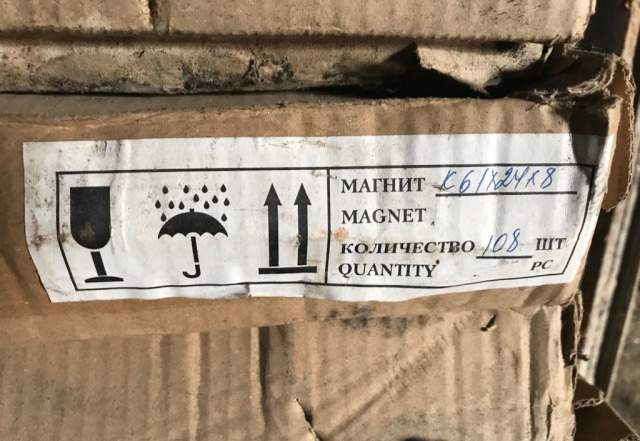 МАГНИТ К61х24х8
MAGNET
КОЛИЧЕСТВО 108 ШТ
QUANTITY PC